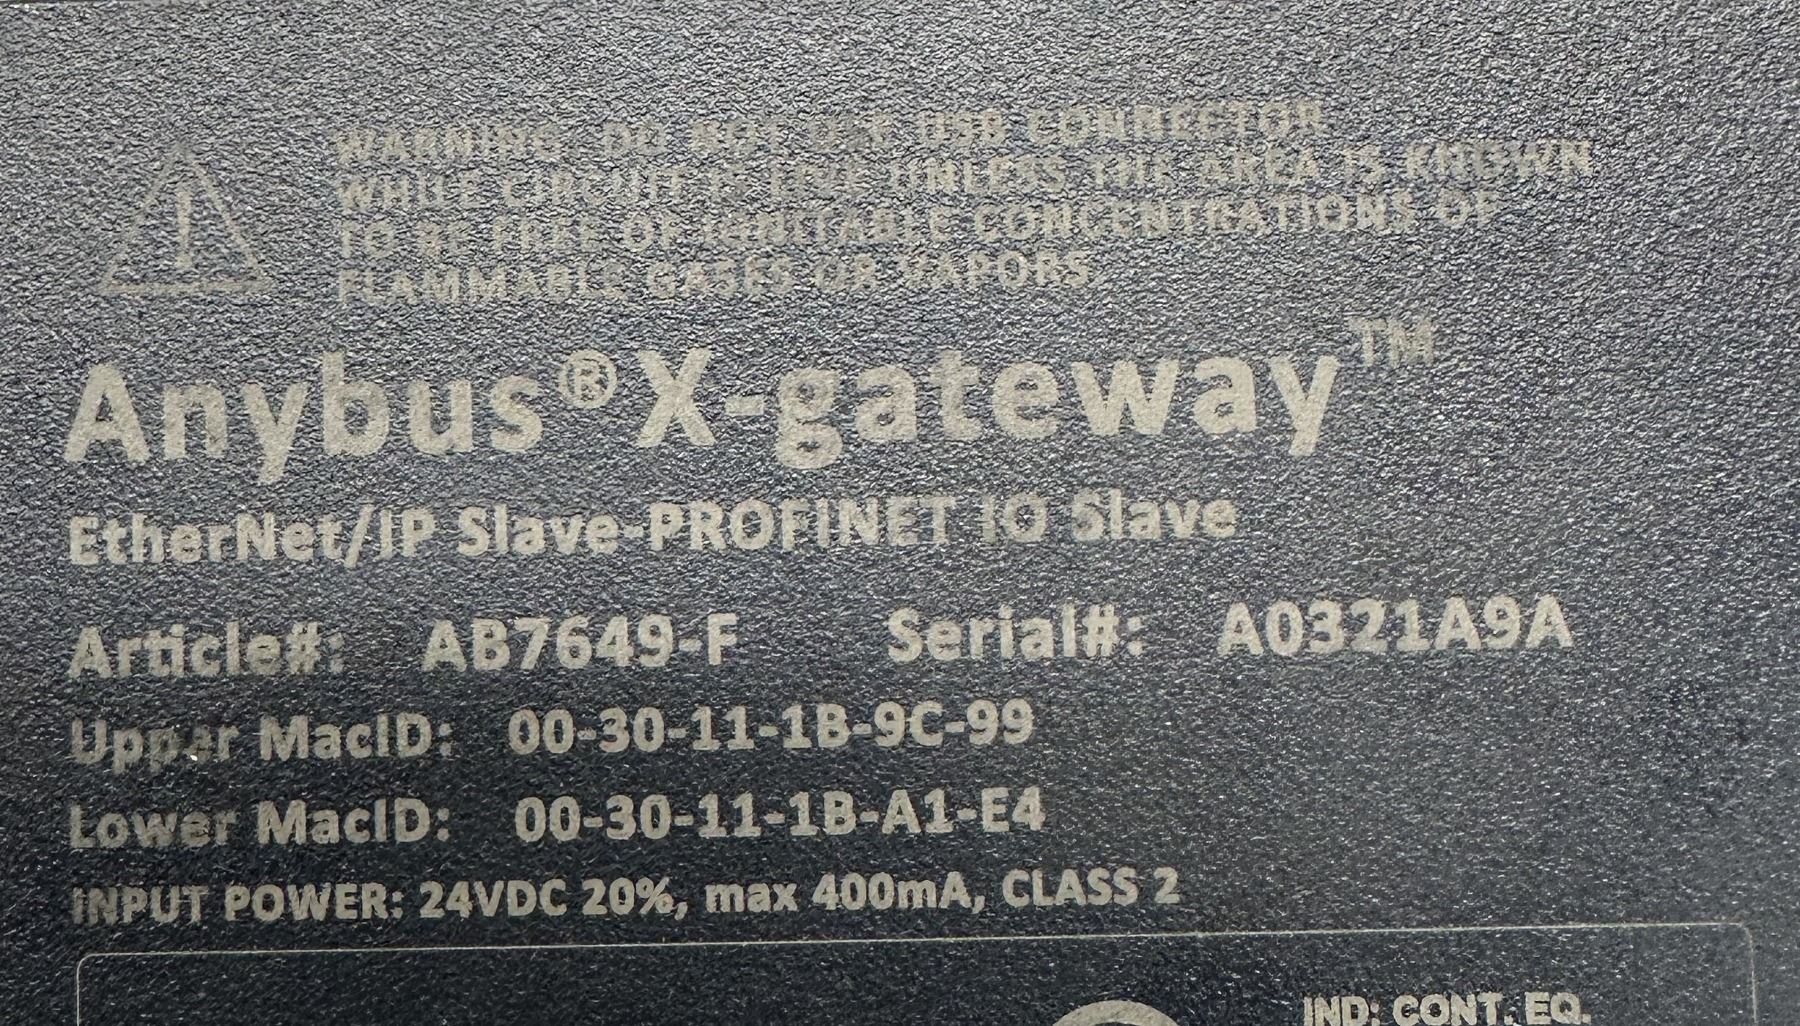 WARNING: DO NOT USE USB CONNECTOR
WHILE CIRCUIT IS LIVE UNLESS THE AREA IS KNOWN
TO BE FREE OF IGNITABLE CONCENTRATIONS OF
FLAMMABLE GASES OR VAPORS
Anybus® X-gateway™
EtherNet/IP Slave-PROFINET IO Slave
Article#: AB7649-F Serial#: A0321A9A
Upper MacID: 00-30-11-1B-9C-99
Lower MacID: 00-30-11-1B-A1-E4
INPUT POWER: 24VDC 20%, max 400mA, CLASS 2
IND: CONT. EQ.